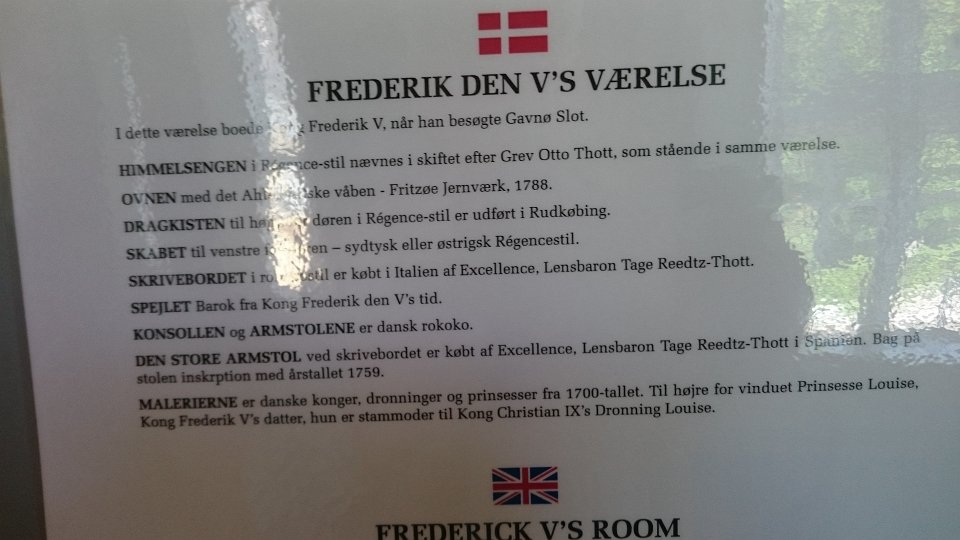 FREDERIK DEN V'S VÆRELSE
I dette værelse boede Kong Frederik V, når han besøgte Gavnø Slot.
HIMMELSENGEN i Régence-stil nævnes i skiftet efter Grev Otto Thott, som stående i samme værelse.
OVNEN med det våben - Fritzøe Jernværk, 1788.
DRAGKISTEN til højre for døren i Régence-stil er udført i Rudkøbing.
SKABET til venstre for døren – sydtysk eller østrigsk Régencestil.
SKRIVEBORDET i rokokostil er købt i Italien af Excellence, Lensbaron Tage Reedtz-Thott.
SPEJLET Barok fra Kong Frederik den V's tid.
KONSOLLEN og ARMSTOLENE er dansk rokoko.
DEN STORE ARMSTOL ved skrivebordet er købt af Excellence, Lensbaron Tage Reedtz-Thott i Spanien. Bag på
stolen inskrption med årstallet 1759.
MALERIERNE er danske konger, dronninger og prinsesser fra 1700-tallet. Til højre for vinduet Prinsesse Louise,
Kong Frederik V's datter, hun er stammoder til Kong Christian IX's Dronning Louise.
FREDERICK V'S ROOM